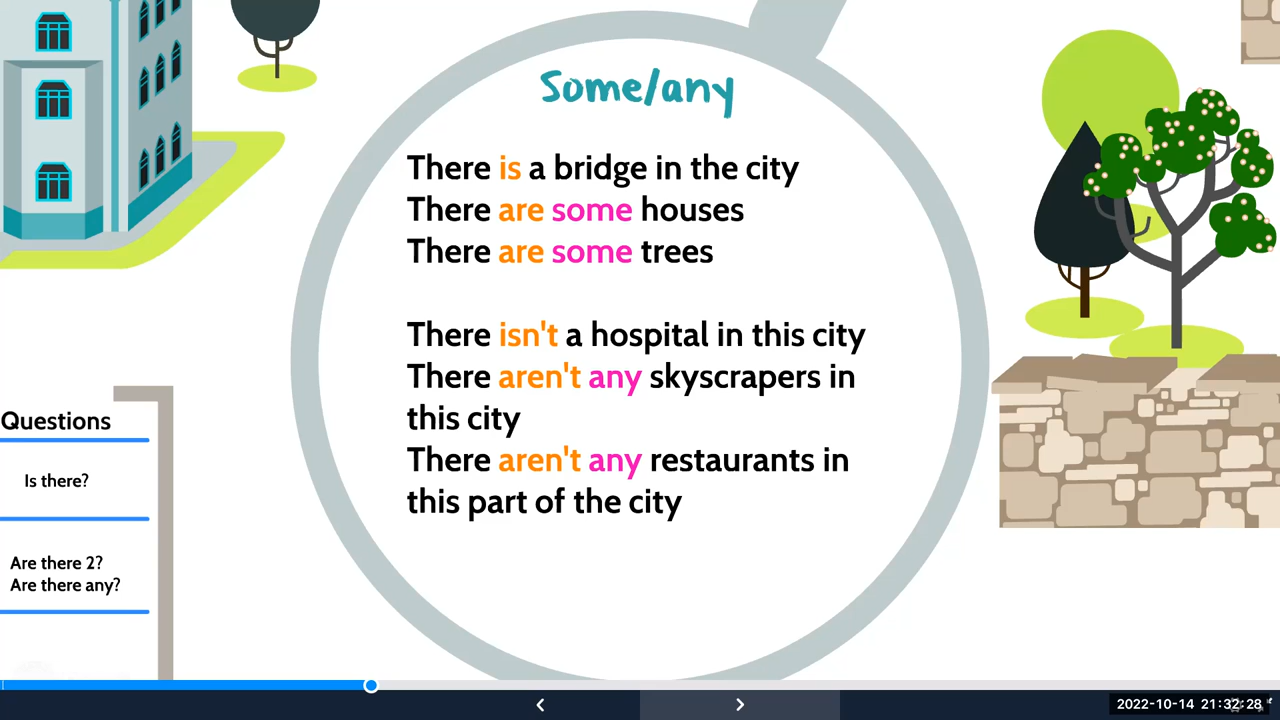 Some/any
There is a bridge in the city
There are some houses
There are some trees
There isn't a hospital in this city
There aren't any skyscrapers in
this city
There aren't any restaurants in
this part of the city
Questions
Is there?
Are there 2?
Are there any?
2022-10-14 21:32:28